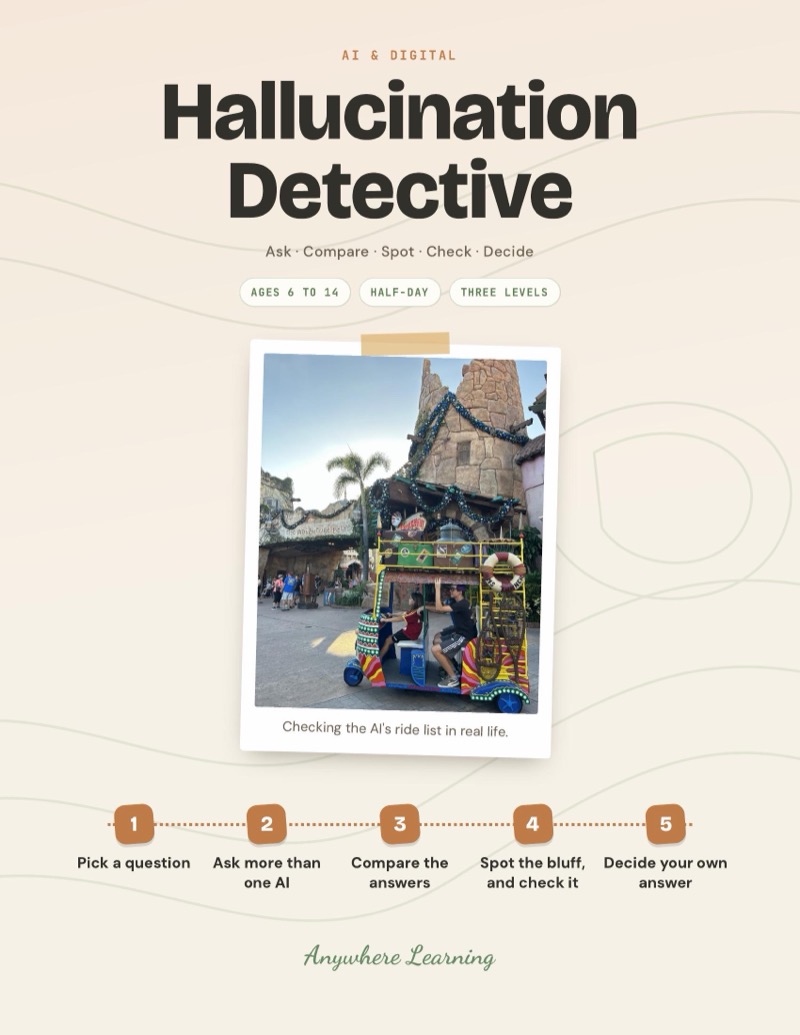 AI & DIGITAL
Hallucination
Detective
Ask · Compare · Spot · Check · Decide
AGES 6 TO 14
HALF-DAY
THREE LEVELS
Checking the AI's ride list in real life.
1
2
3
4
5
Pick a question
Ask more than
one AI
Compare the
answers
Spot the bluff,
and check it
Decide your own
answer
Anywhere Learning